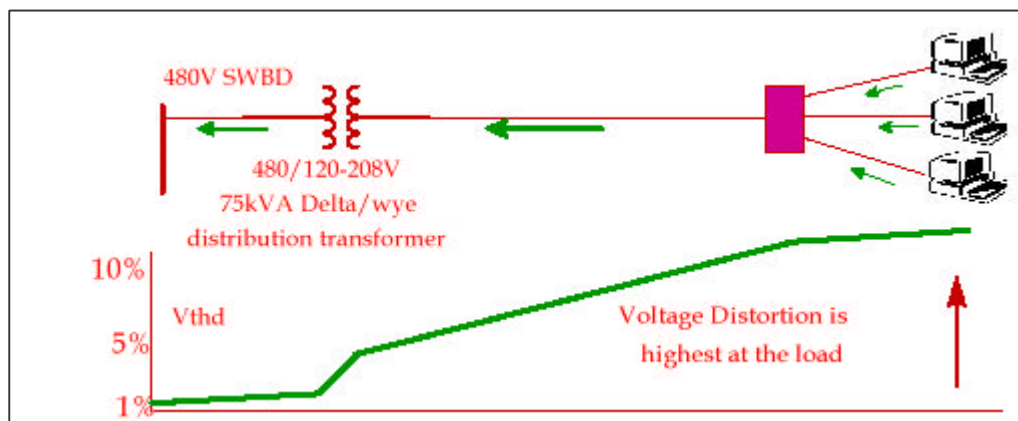 480V SWBD
480/120-208V
75kVA Delta/wye
distribution transformer
10%
Vthd
5%
1%
Voltage Distortion is
highest at the load